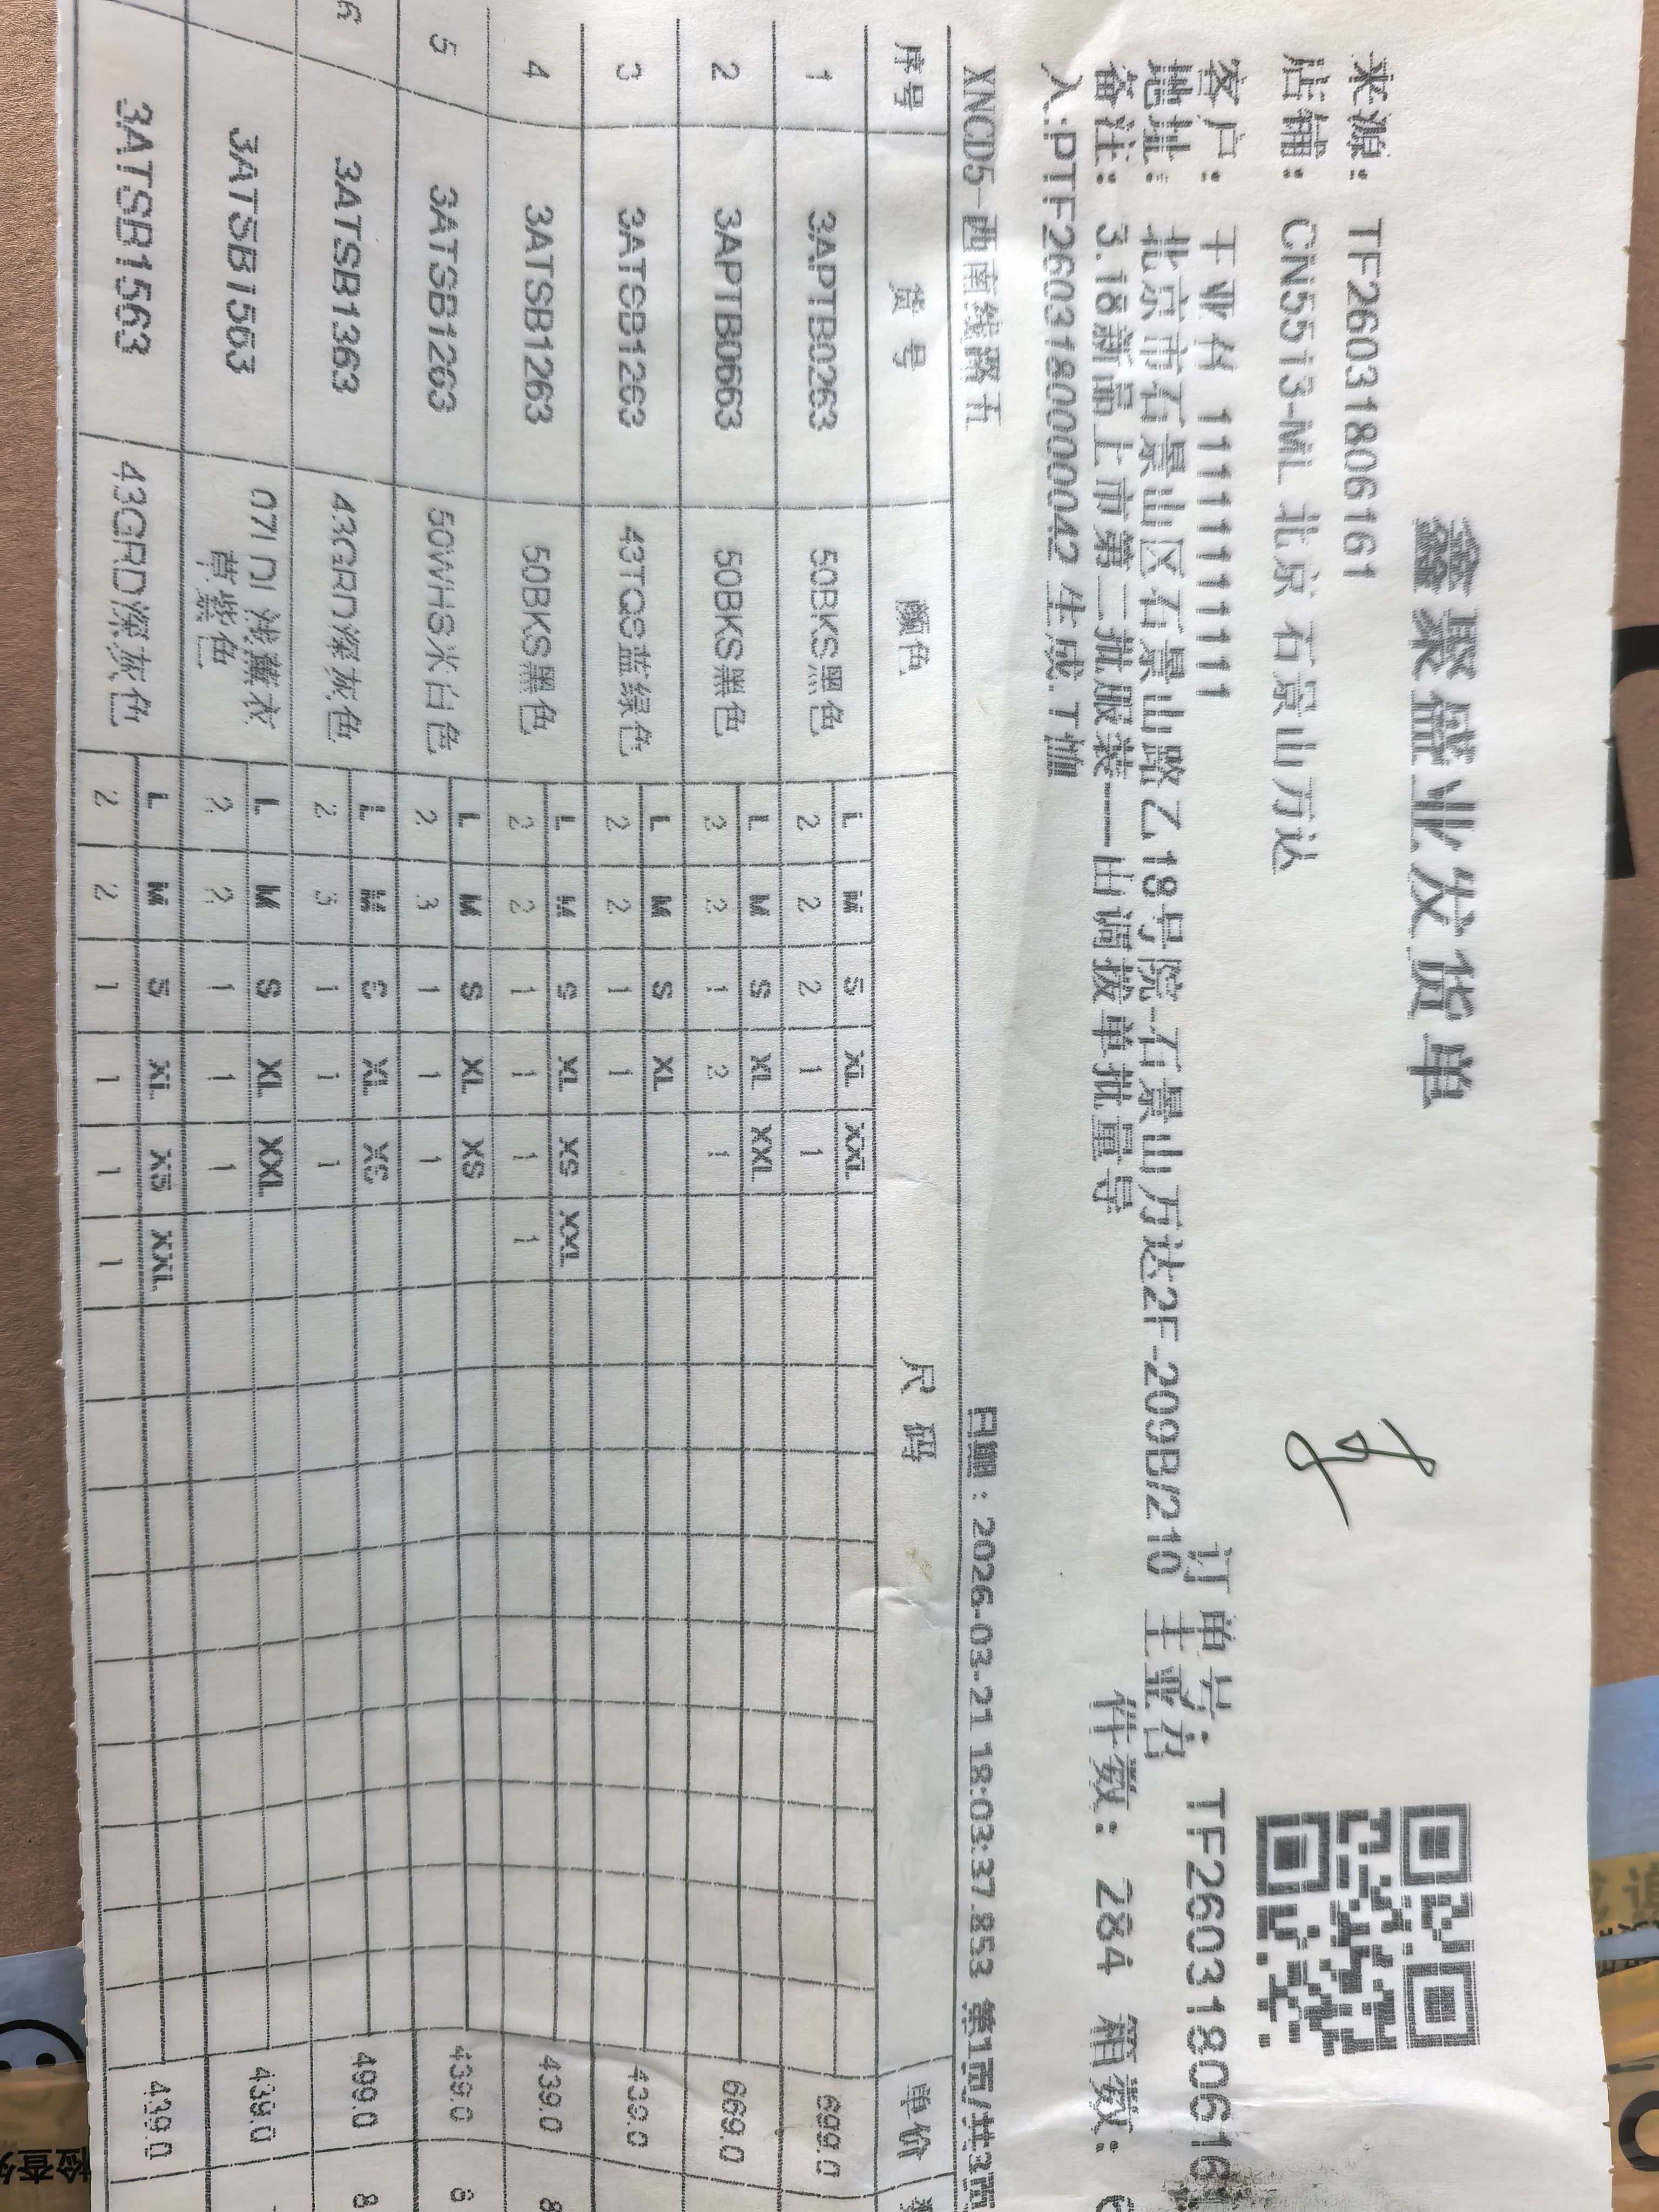 鑫聚盛业发货单
来源: TF26031806161
店铺: CN5513-ML 北京 石景山万达
客户: 王亚台 11111111111 订单号: TF2603180616
地址: 北京市石景山区石景山路乙18号院-石景山万达2F-209B/210 王亚台
备注: 3.18新品上市第二批服装——山调拨单批量导 件数: 284 箱数:
入:PTF260318000042 生成.T恤
XNCD5-西南线路五 日期: 2026-03-21 18:03:37.853 第1页/共3页
序号 货号 颜色 尺码 单价
L M S XL XXL
1 3APTB0263 50BKS黑色 2 2 2 1 1 699.0
L M S XL XXL
2 3APTB0663 50BKS黑色 2 2 1 2 1 669.0
L M S XL
3 3ATSB1263 43TQS蓝绿色 2 2 1 1 439.0
L M S XL XS XXL
4 3ATSB1263 50BKS黑色 2 2 1 1 1 1 439.0 8
L M S XL XS
5 3ATSB1263 50WHS米白色 2 3 1 1 1 439.0
L M S XL XS
6 3ATSB1363 43GRD深灰色 2 3 1 1 1 499.0 8
L M S XL XXL
3ATSB1563 浅薰衣草紫色 2 2 1 1 1 439.0
L M S XL XS XXL
3ATSB1563 43GRD深灰色 2 2 1 1 1 1 439.0
检查